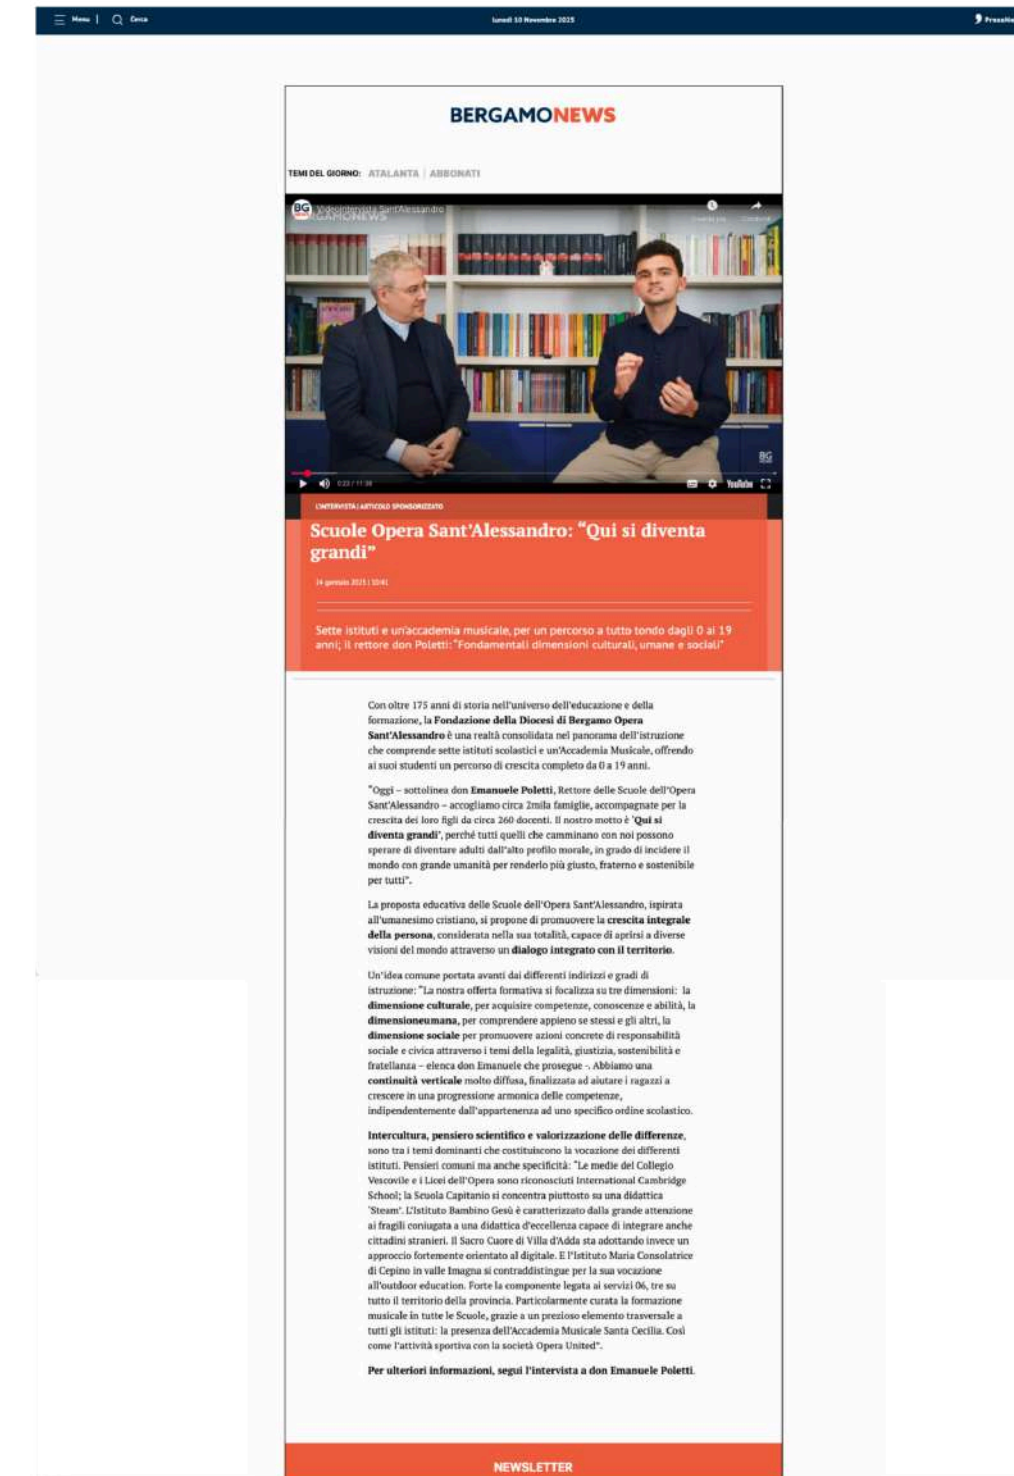 Menu | Cerca
lunedì 10 Novembre 2025
BERGAMONEWS
TEMI DEL GIORNO: ATALANTA | ABBONATI
BG
Videointervista Sant'Alessandro
0:23 / 11:38
YouTube
BG
L'INTERVISTA | ARTICOLO SPONSORIZZATO
Scuole Opera Sant'Alessandro: “Qui si diventa
grandi”
24 gennaio 2025 | 10:41
Sette istituti e un'accademia musicale, per un percorso a tutto tondo dagli 0 ai 19
anni; il rettore don Poletti: “Fondamentali dimensioni culturali, umane e sociali”
Con oltre 175 anni di storia nell'universo dell'educazione e della
formazione, la Fondazione della Diocesi di Bergamo Opera
Sant'Alessandro è una realtà consolidata nel panorama dell'istruzione
che comprende sette istituti scolastici e un'Accademia Musicale, offrendo
ai suoi studenti un percorso di crescita completo da 0 a 19 anni.
“Oggi – sottolinea don Emanuele Poletti, Rettore delle Scuole dell'Opera
Sant'Alessandro – accogliamo circa 2mila famiglie, accompagnate per la
crescita dei loro figli da circa 260 docenti. Il nostro motto è ‘Qui si
diventa grandi’, perché tutti quelli che camminano con noi possono
sperare di diventare adulti dall'alto profilo morale, in grado di incidere il
mondo con grande umanità per renderlo più giusto, fraterno e sostenibile
per tutti”.
La proposta educativa delle Scuole dell'Opera Sant'Alessandro, ispirata
all'umanesimo cristiano, si propone di promuovere la crescita integrale
della persona, considerata nella sua totalità, capace di aprirsi a diverse
visioni del mondo attraverso un dialogo integrato con il territorio.
Un'idea comune portata avanti dai differenti indirizzi e gradi di
istruzione: “La nostra offerta formativa si focalizza su tre dimensioni: la
dimensione culturale, per acquisire competenze, conoscenze e abilità, la
dimensioneumana, per comprendere appieno se stessi e gli altri, la
dimensione sociale per promuovere azioni concrete di responsabilità
sociale e civica attraverso i temi della legalità, giustizia, sostenibilità e
fratellanza – elenca don Emanuele che prosegue -. Abbiamo una
continuità verticale molto diffusa, finalizzata ad aiutare i ragazzi a
crescere in una progressione armonica delle competenze,
indipendentemente dall'appartenenza ad uno specifico ordine scolastico.
Intercultura, pensiero scientifico e valorizzazione delle differenze,
sono tra i temi dominanti che costituiscono la vocazione dei differenti
istituti. Pensieri comuni ma anche specificità: “Le medie del Collegio
Vescovile e i Licei dell'Opera sono riconosciuti International Cambridge
School; la Scuola Capitanio si concentra piuttosto su una didattica
‘Steam’. L'Istituto Bambino Gesù è caratterizzato dalla grande attenzione
ai fragili coniugata a una didattica d'eccellenza capace di integrare anche
cittadini stranieri. Il Sacro Cuore di Villa d'Adda sta adottando invece un
approccio fortemente orientato al digitale. E l'Istituto Maria Consolatrice
di Cepino in valle Imagna si contraddistingue per la sua vocazione
all'outdoor education. Forte la componente legata ai servizi 06, tre su
tutto il territorio della provincia. Particolarmente curata la formazione
musicale in tutte le Scuole, grazie a un prezioso elemento trasversale a
tutti gli istituti: la presenza dell'Accademia Musicale Santa Cecilia. Così
come l'attività sportiva con la società Opera United”.
Per ulteriori informazioni, segui l'intervista a don Emanuele Poletti.
NEWSLETTER